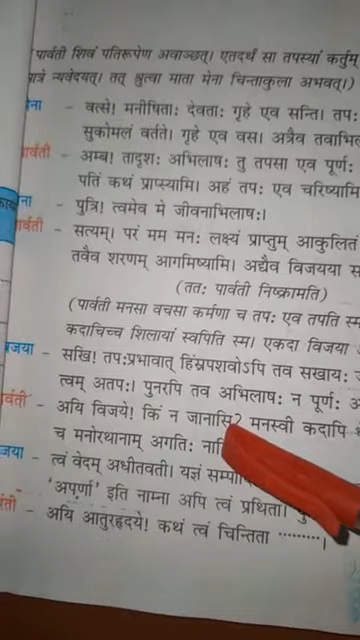 पार्वती शिवं पतिरूपेण अवाञ्छत्। एतदर्थं सा तपस्यां कर्तुम्
मात्रे न्यवेदयत्। तत् श्रुत्वा माता मेना चिन्ताकुला अभवत्।)
- वत्से! मनीषिताः देवताः गृहे एव सन्ति। तपः
सुकोमलं वर्तते। गृहे एव वस। अत्रैव
पार्वती - अम्ब! तादृशः अभिलाषः तु तपसा एव पूर्णः
पतिं कथं प्राप्स्यामि। अहं तपः एव चरिष्यामि
- पुत्रि! त्वमेव मे जीवनाभिलाषः।
पार्वती - सत्यम्। परं मम मनः लक्ष्यं प्राप्तुम् आकुलितं
तवैव शरणम् आगमिष्यामि। अद्यैव विजयया
(ततः पार्वती निष्क्रामति)
(पार्वती मनसा वचसा कर्मणा च तपः एव तपति स्म
कदाचिच्च शिलायां स्वपिति स्म। एकदा विजया
- सखि! तपःप्रभावात् हिंस्रपशवोऽपि तव सखायः
त्वम् अतपः। पुनरपि तव अभिलाषः न पूर्णः
- अयि विजये! किं न जानासि? मनस्वी कदापि
च मनोरथानाम् अगतिः
- त्वं वेदम् अधीतवती। यज्ञं
'अपर्णा' इति नाम्ना अपि त्वं प्रथिता।
- अयि आतुरहृदये! कथं त्वं चिन्तिता .........।